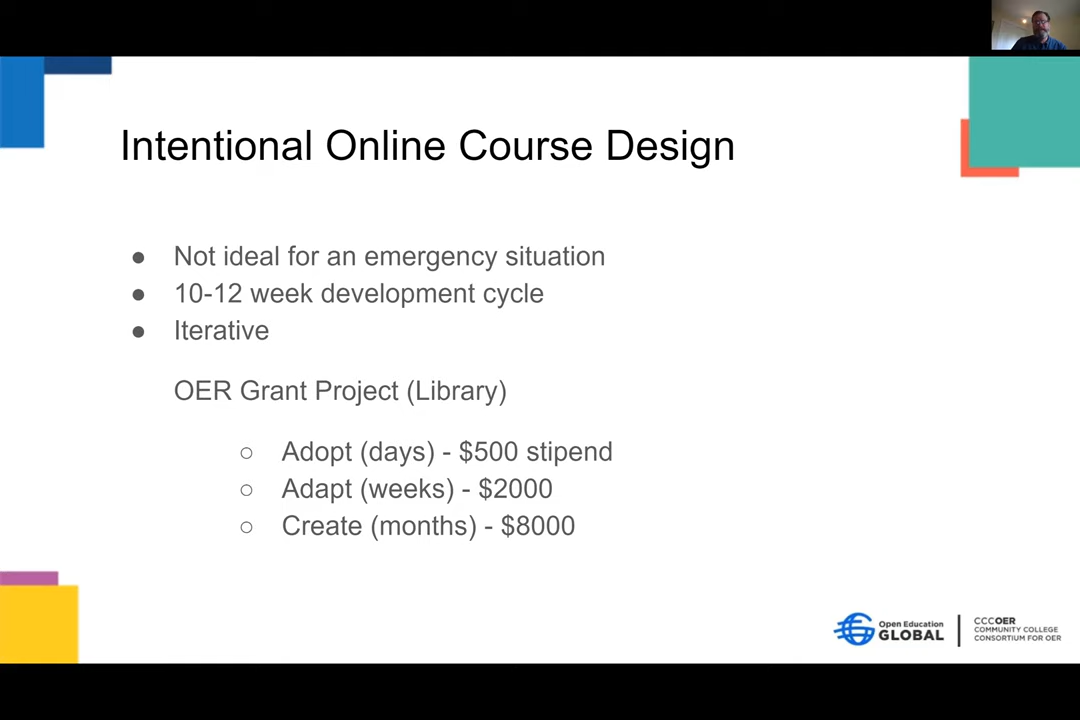 Intentional Online Course Design
● Not ideal for an emergency situation
● 10-12 week development cycle
● Iterative
OER Grant Project (Library)
○ Adopt (days) - $500 stipend
○ Adapt (weeks) - $2000
○ Create (months) - $8000
Open Education
GLOBAL
CCCOER
COMMUNITY COLLEGE
CONSORTIUM FOR OER